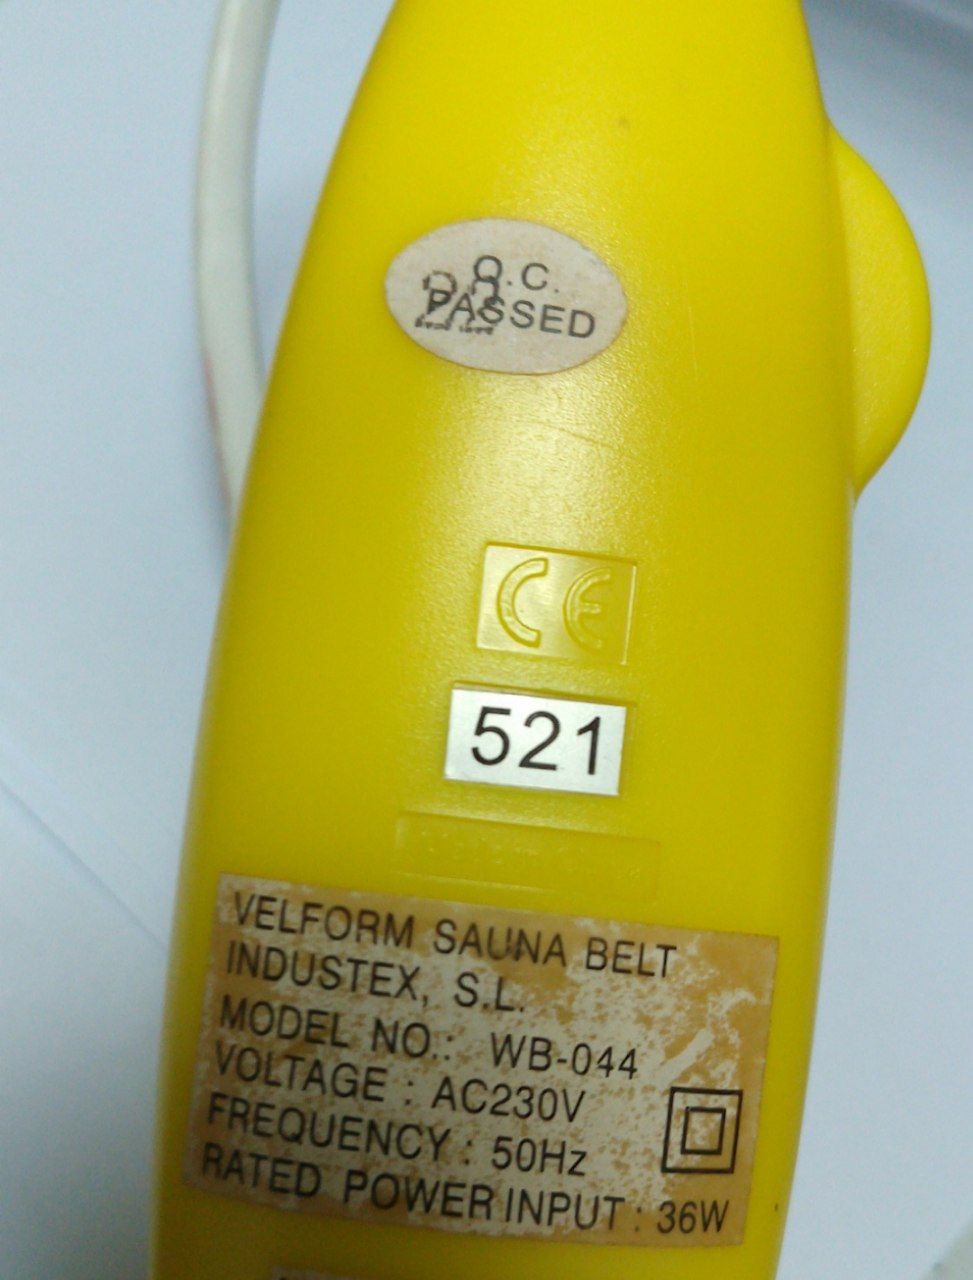 Q.C.
PASSED
CE
521
VELFORM SAUNA BELT
INDUSTEX, S.L.
MODEL NO.: WB-044
VOLTAGE : AC230V
FREQUENCY : 50Hz
RATED POWER INPUT : 36W